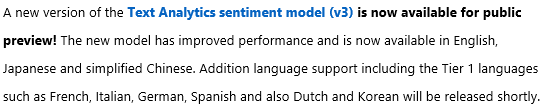 A new version of the Text Analytics sentiment model (v3) is now available for public
preview! The new model has improved performance and is now available in English,
Japanese and simplified Chinese. Addition language support including the Tier 1 languages
such as French, Italian, German, Spanish and also Dutch and Korean will be released shortly.